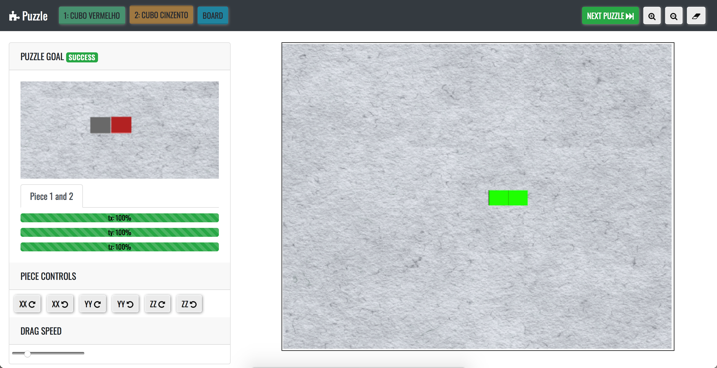 Puzzle
1: CUBO VERMELHO
2: CUBO CINZENTO
BOARD
NEXT PUZZLE
PUZZLE GOAL SUCCESS
Piece 1 and 2
tx: 100%
ty: 100%
tz: 100%
PIECE CONTROLS
XX XX YY YY ZZ ZZ
DRAG SPEED